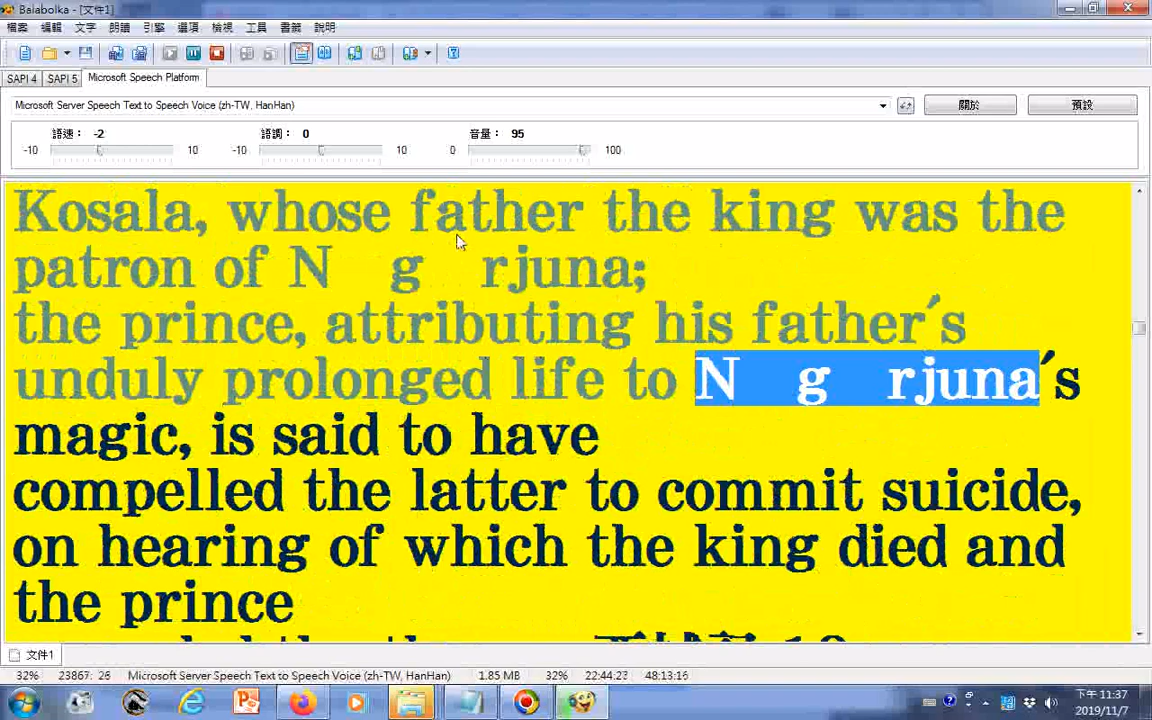 Balabolka - [文件1]
檔案 編輯 文字 朗讀 引擎 選項 檢視 工具 書籤 說明
SAPI 4 SAPI 5 Microsoft Speech Platform
Microsoft Server Speech Text to Speech Voice (zh-TW, HanHan) 關於 預設
語速： -2 語調： 0 音量： 95
-10 10 -10 10 0 100
Kosala, whose father the king was the
patron of N　g　rjuna;
the prince, attributing his father′s
unduly prolonged life to N　g　rjuna′s
magic, is said to have
compelled the latter to commit suicide,
on hearing of which the king died and
the prince
文件1
32% 23867: 26 Microsoft Server Speech Text to Speech Voice (zh-TW, HanHan) 1.85 MB 32% 22:44:23 48:13:16
下午 11:37
2019/11/7